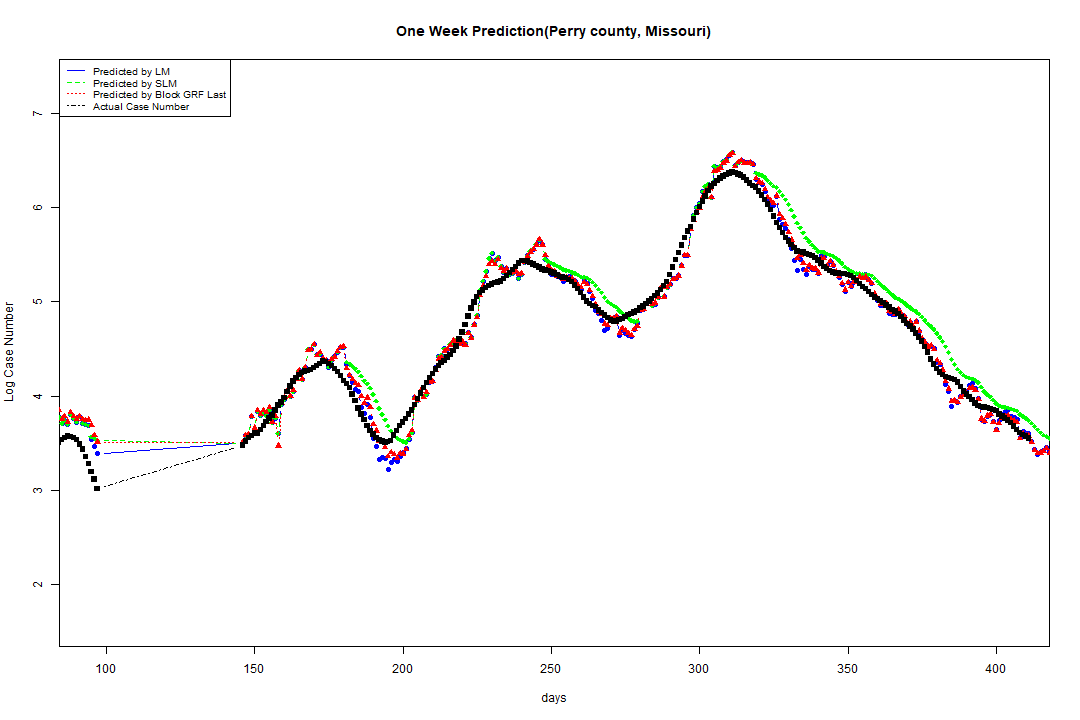 One Week Prediction(Perry county, Missouri)
Predicted by LM
Predicted by SLM
Predicted by Block GRF Last
Actual Case Number
Log Case Number
7
6
5
4
3
2
100 150 200 250 300 350 400
days